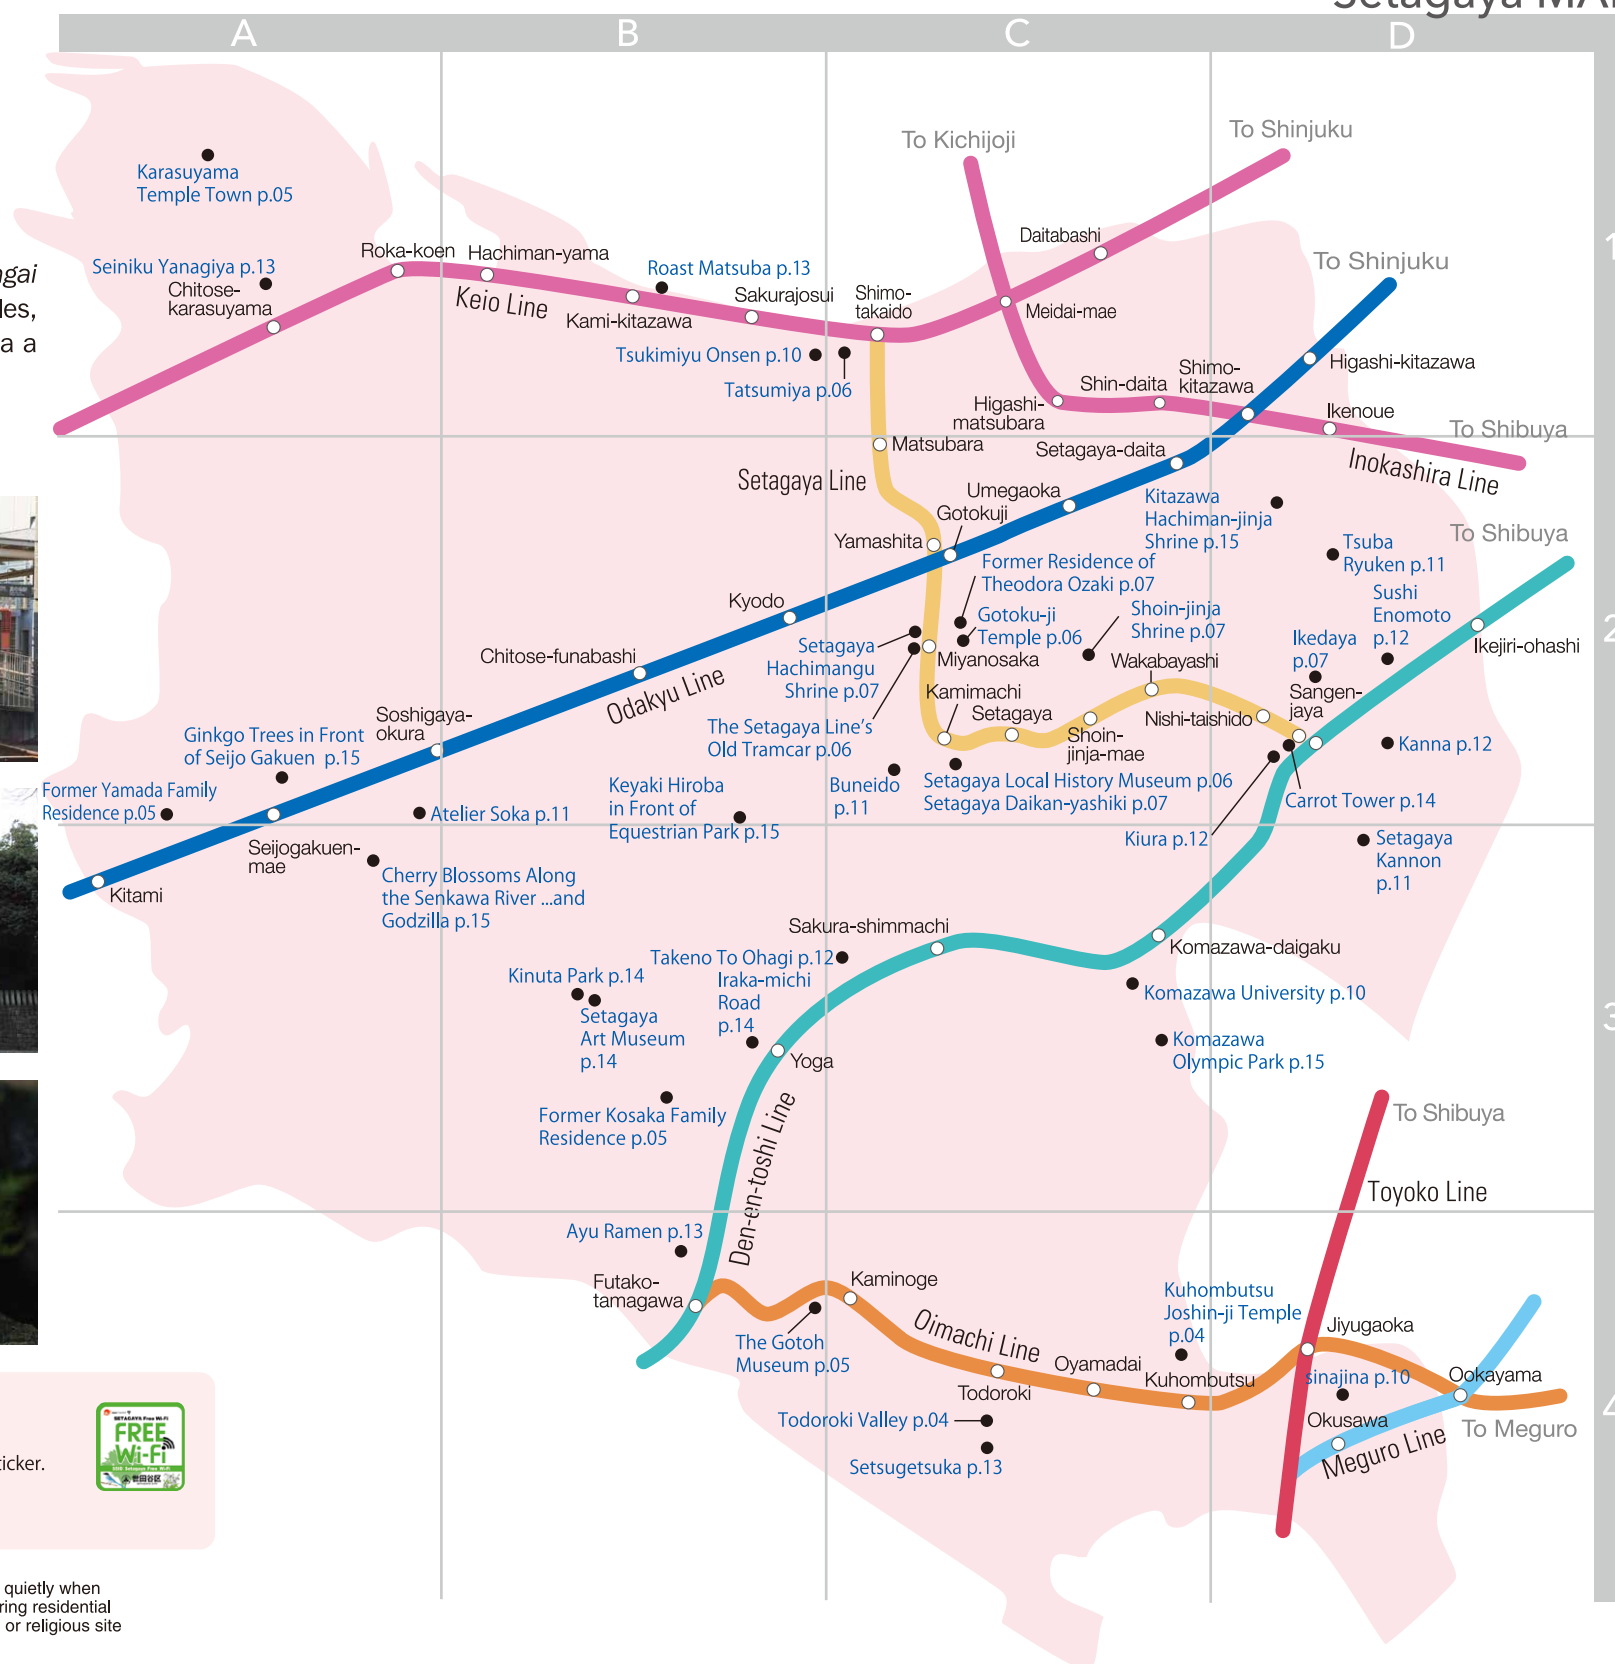 A
B
C
D
To Kichijoji
To Shinjuku
Karasuyama
Temple Town p.05
Daitabashi
Roka-koen
Hachiman-yama
To Shinjuku
Seiniku Yanagiya p.13
Chitose-
karasuyama
Keio Line
Roast Matsuba p.13
Sakurajosui
Shimo-
takaido
Kami-kitazawa
Meidai-mae
Tsukimiyu Onsen p.10
Tatsumiya p.06
Higashi-kitazawa
Shimo-
kitazawa
Shin-daita
Higashi-
matsubara
Ikenoue
To Shibuya
Inokashira Line
Matsubara
Setagaya-daita
Setagaya Line
Umegaoka
Gotokuji
Yamashita
Kitazawa
Hachiman-jinja
Shrine p.15
To Shibuya
Tsuba
Ryuken p.11
Former Residence of
Theodora Ozaki p.07
Sushi
Enomoto
p.12
Kyodo
Gotoku-ji
Temple p.06
Shoin-jinja
Shrine p.07
Setagaya
Hachimangu
Shrine p.07
Miyanosaka
Wakabayashi
Ikedaya
p.07
Ikejiri-ohashi
Chitose-funabashi
Odakyu Line
Kamimachi
Setagaya
Nishi-taishido
Sangen-
jaya
Soshigaya-
okura
The Setagaya Line's
Old Tramcar p.06
Shoin-
jinja-mae
Kanna p.12
Ginkgo Trees in Front
of Seijo Gakuen p.15
Former Yamada Family
Residence p.05
Atelier Soka p.11
Keyaki Hiroba
in Front of
Equestrian Park p.15
Buneido
p.11
Setagaya Local History Museum p.06
Setagaya Daikan-yashiki p.07
Carrot Tower p.14
Kiura p.12
Setagaya
Kannon
p.11
Seijogakuen-
mae
Kitami
Cherry Blossoms Along
the Senkawa River ...and
Godzilla p.15
Sakura-shimmachi
Komazawa-daigaku
Takeno To Ohagi p.12
Iraka-michi
Road
p.14
Kinuta Park p.14
Setagaya
Art Museum
p.14
Komazawa University p.10
Komazawa
Olympic Park p.15
Yoga
Former Kosaka Family
Residence p.05
Den-en-toshi Line
To Shibuya
Toyoko Line
Ayu Ramen p.13
Futako-
tamagawa
Kaminoge
Oimachi Line
Kuhombutsu
Joshin-ji Temple
p.04
The Gotoh
Museum p.05
Jiyugaoka
Oyamadai
Kuhombutsu
Todoroki
sinajina p.10
Ookayama
Okusawa
To Meguro
Meguro Line
Todoroki Valley p.04
Setsugetsuka p.13
SETAGAYA Free Wi-Fi
FREE
Wi-Fi
世田谷区
ticker.
quietly when
or religious site